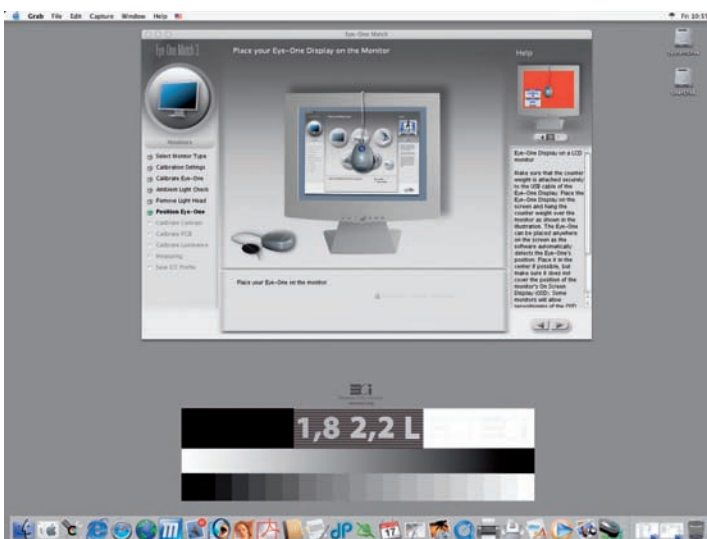 Grab File Edit Capture Window Help
Eye-One Match
Eye-One Match 3
Place your Eye-One Display on the Monitor
Help
Monitors
Select Monitor Type
Calibration Settings
Calibrate Eye-One
Ambient Light Check
Remove Light Head
Position Eye-One
Calibrate Contrast
Calibrate RGB
Calibrate Luminance
Measuring
Save ICC Profile
Eye-One Display on a LCD
monitor
Make sure that the counter
weight is attached securely
to the USB cable of the
Eye-One Display. Place the
Eye-One Display on the
screen and hang the
counter weight over the
monitor as shown in the
illustration. The Eye-One
can be placed anywhere
on the screen as the
software automatically
detects the Eye-One's
position. Place it in the
center if possible, but
make sure it does not
cover the position of the
monitor's On Screen
Display (OSD). Some
monitors will allow
Place your Eye-One on the monitor
1,8 2,2 L